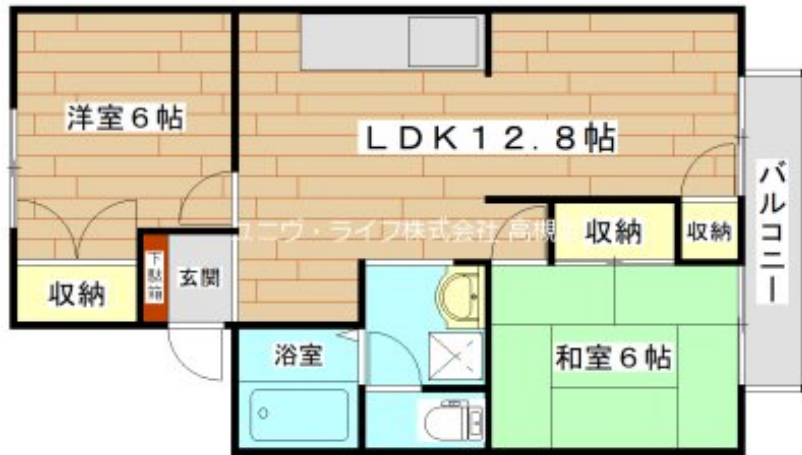 洋室6帖
LDK12.8帖
バルコニー
ユニヴ・ライフ株式会社 高槻
収納
収納
下駄箱
玄関
収納
浴室
和室6帖